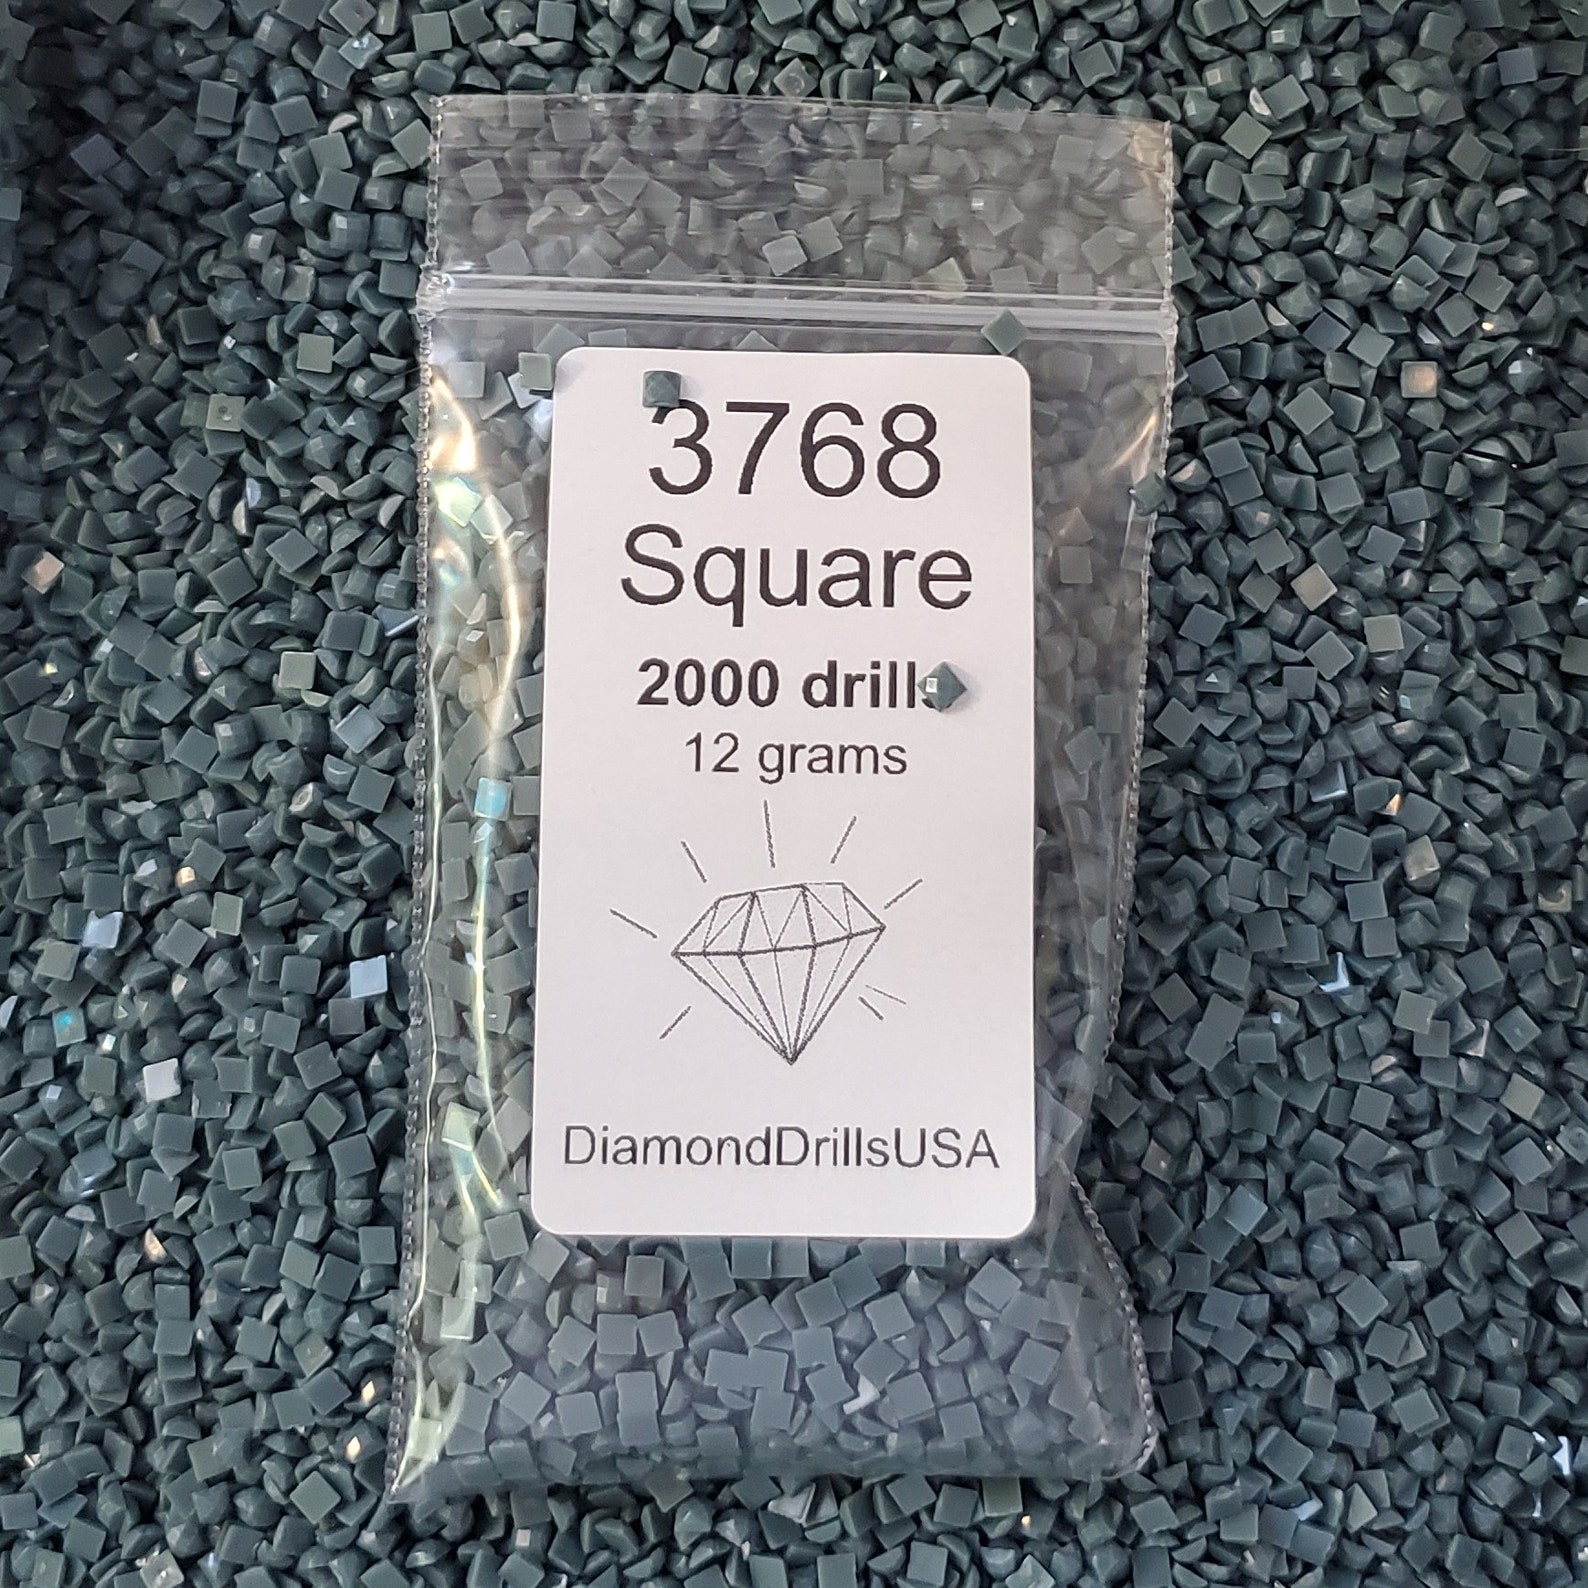 3768
Square
2000 drills
12 grams
DiamondDrillsUSA